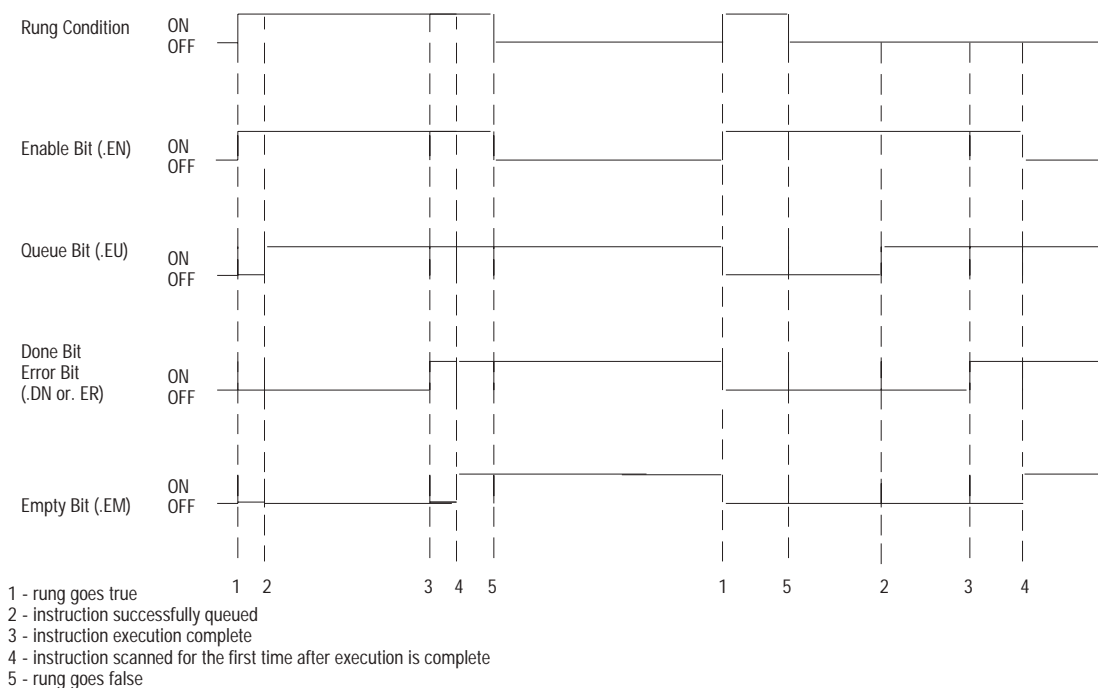 Rung Condition
ON
OFF
Enable Bit (.EN)
ON
OFF
Queue Bit (.EU)
ON
OFF
Done Bit
Error Bit
(.DN or. ER)
ON
OFF
Empty Bit (.EM)
ON
OFF
1 2 3 4 5 1 5 2 3 4
1 - rung goes true
2 - instruction successfully queued
3 - instruction execution complete
4 - instruction scanned for the first time after execution is complete
5 - rung goes false